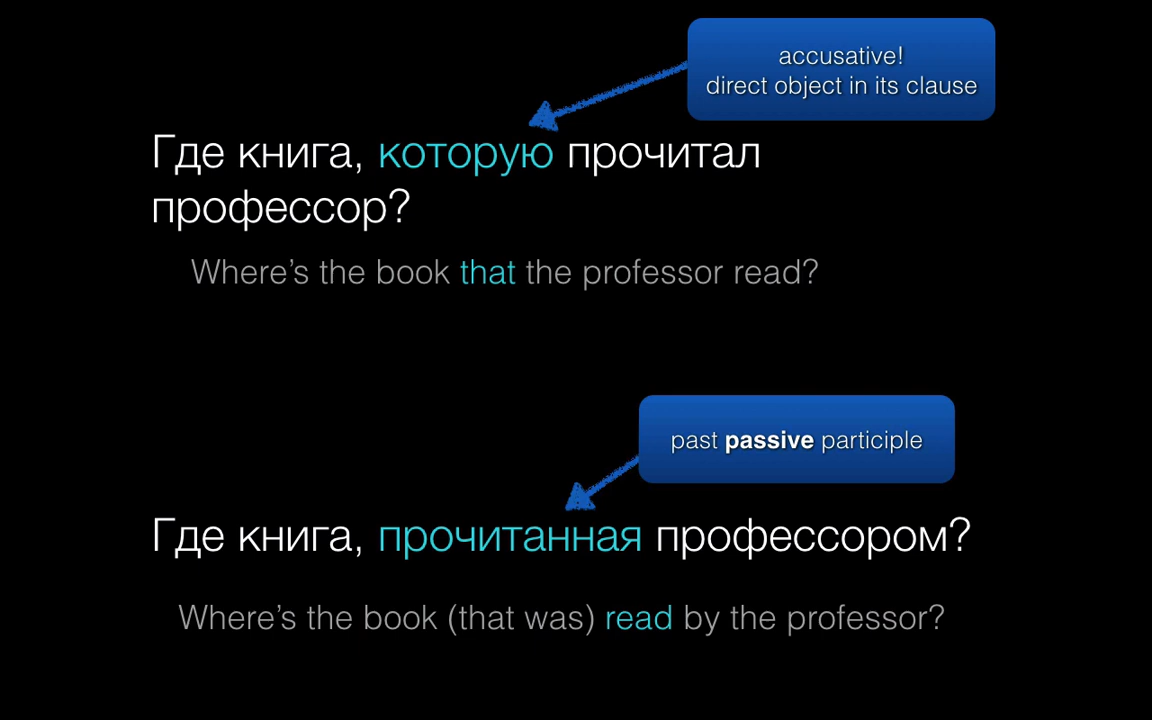 accusative!
direct object in its clause
Где книга, которую прочитал
профессор?
Where’s the book that the professor read?
past passive participle
Где книга, прочитанная профессором?
Where’s the book (that was) read by the professor?